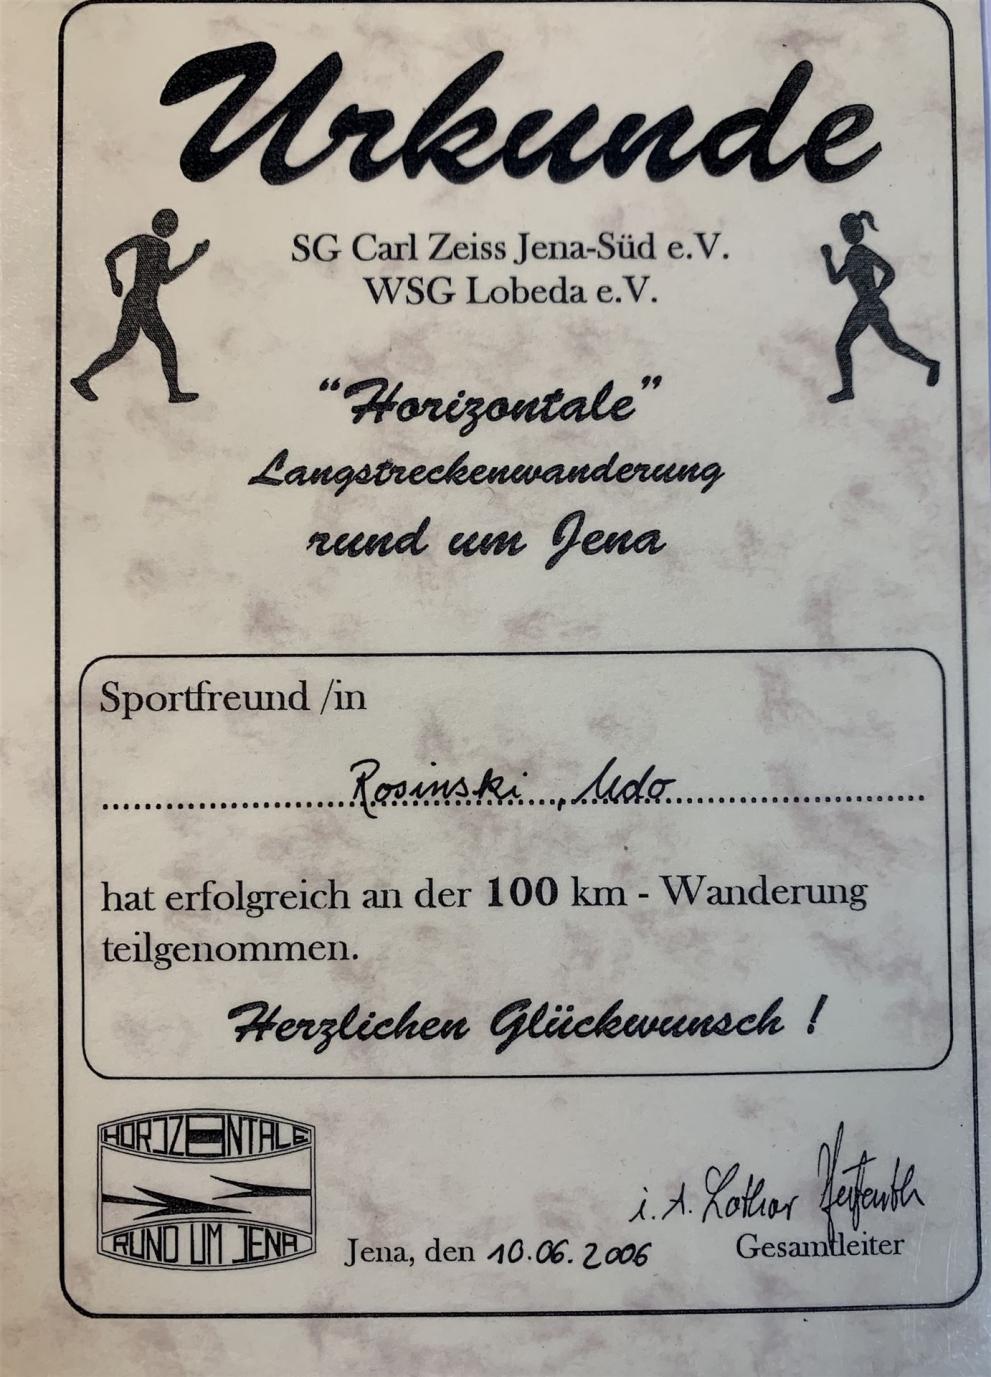 Urkunde
SG Carl Zeiss Jena-Süd e.V.
WSG Lobeda e.V.
“Horizontale”
Langstreckenwanderung
rund um Jena
Sportfreund /in
Rosinski, Udo
hat erfolgreich an der 100 km - Wanderung
teilgenommen.
Herzlichen Glückwunsch !
HORIZONTALE
RUND UM JENA
i. A. Lothar
Jena, den 10.06.2006
Gesamtleiter